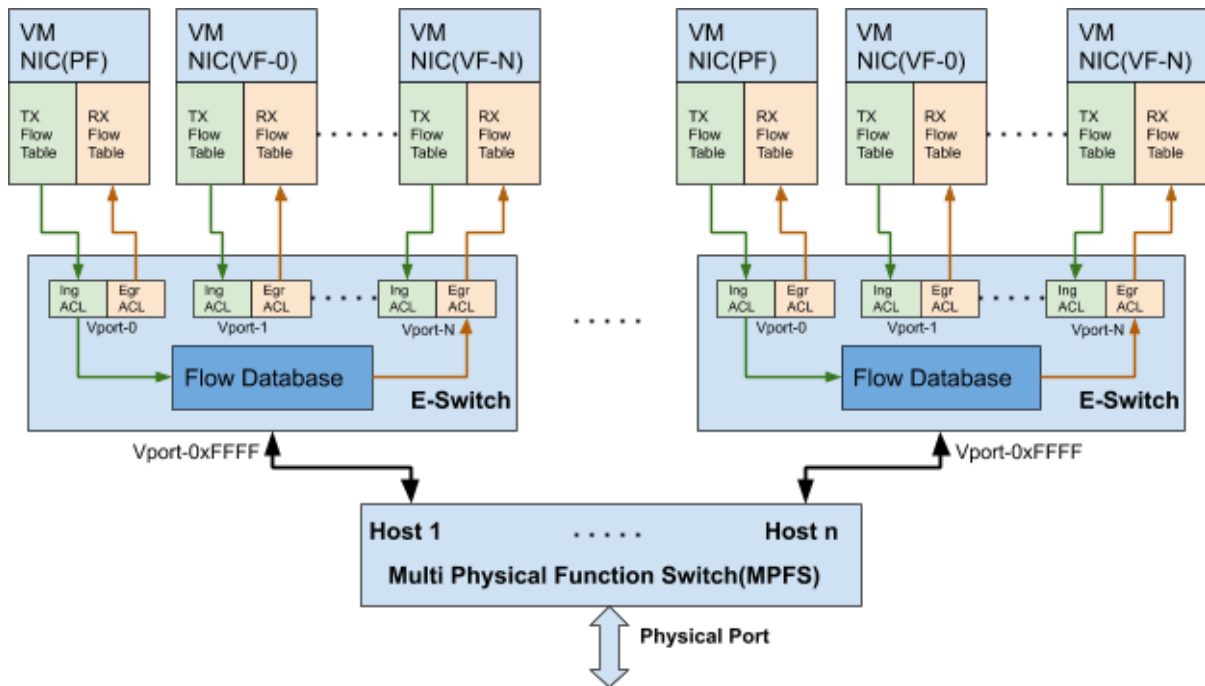 VM
NIC(PF)
VM
NIC(VF-0)
VM
NIC(VF-N)
VM
NIC(PF)
VM
NIC(VF-0)
VM
NIC(VF-N)
TX
Flow
Table
RX
Flow
Table
TX
Flow
Table
RX
Flow
Table
TX
Flow
Table
RX
Flow
Table
TX
Flow
Table
RX
Flow
Table
TX
Flow
Table
RX
Flow
Table
TX
Flow
Table
RX
Flow
Table
Ing
ACL
Egr
ACL
Vport-0
Ing
ACL
Egr
ACL
Vport-1
Ing
ACL
Egr
ACL
Vport-N
Flow Database
E-Switch
Vport-0xFFFF
Ing
ACL
Egr
ACL
Vport-0
Ing
ACL
Egr
ACL
Vport-1
Ing
ACL
Egr
ACL
Vport-N
Flow Database
E-Switch
Vport-0xFFFF
Host 1
Host n
Multi Physical Function Switch(MPFS)
Physical Port